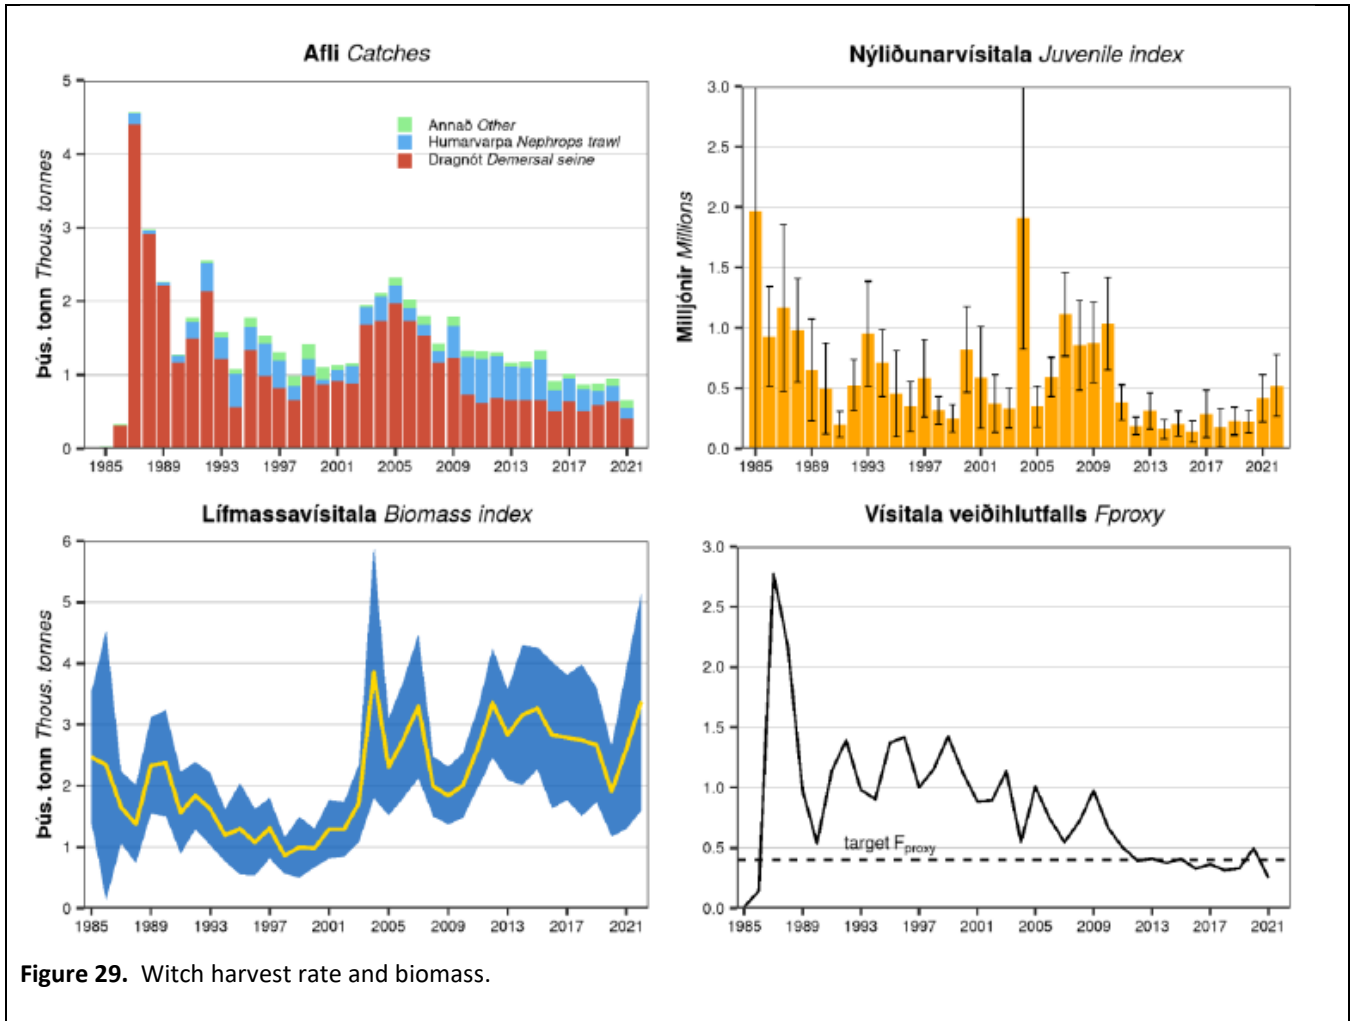 Afli Catches
Þús. tonn Thous. tonnes
5
4
3
2
1
0
Annað Other
Humarvarpa Nephrops trawl
Dragnót Demersal seine
1985 1989 1993 1997 2001 2005 2009 2013 2017 2021
Nýliðunarvísitala Juvenile index
Milljónir Millions
3.0
2.5
2.0
1.5
1.0
0.5
0.0
1985 1989 1993 1997 2001 2005 2009 2013 2017 2021
Lífmassavísitala Biomass index
Þús. tonn Thous. tonnes
6
5
4
3
2
1
0
1985 1989 1993 1997 2001 2005 2009 2013 2017 2021
Vísitala veiðihlutfalls Fproxy
3.0
2.5
2.0
1.5
1.0
0.5
0.0
target Fproxy
1985 1989 1993 1997 2001 2005 2009 2013 2017 2021
Figure 29. Witch harvest rate and biomass.